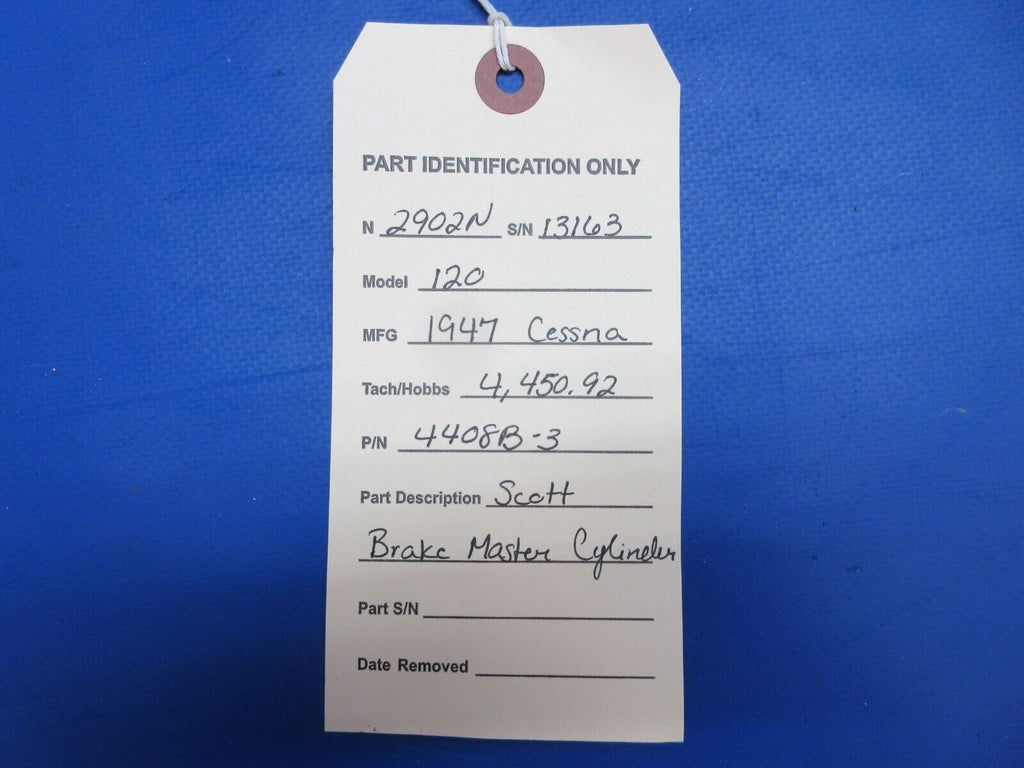 PART IDENTIFICATION ONLY
N 2902N S/N 13163
Model 120
MFG 1947 Cessna
Tach/Hobbs 4,450.92
P/N 4408B-3
Part Description Scott
Brake Master Cylinder
Part S/N
Date Removed